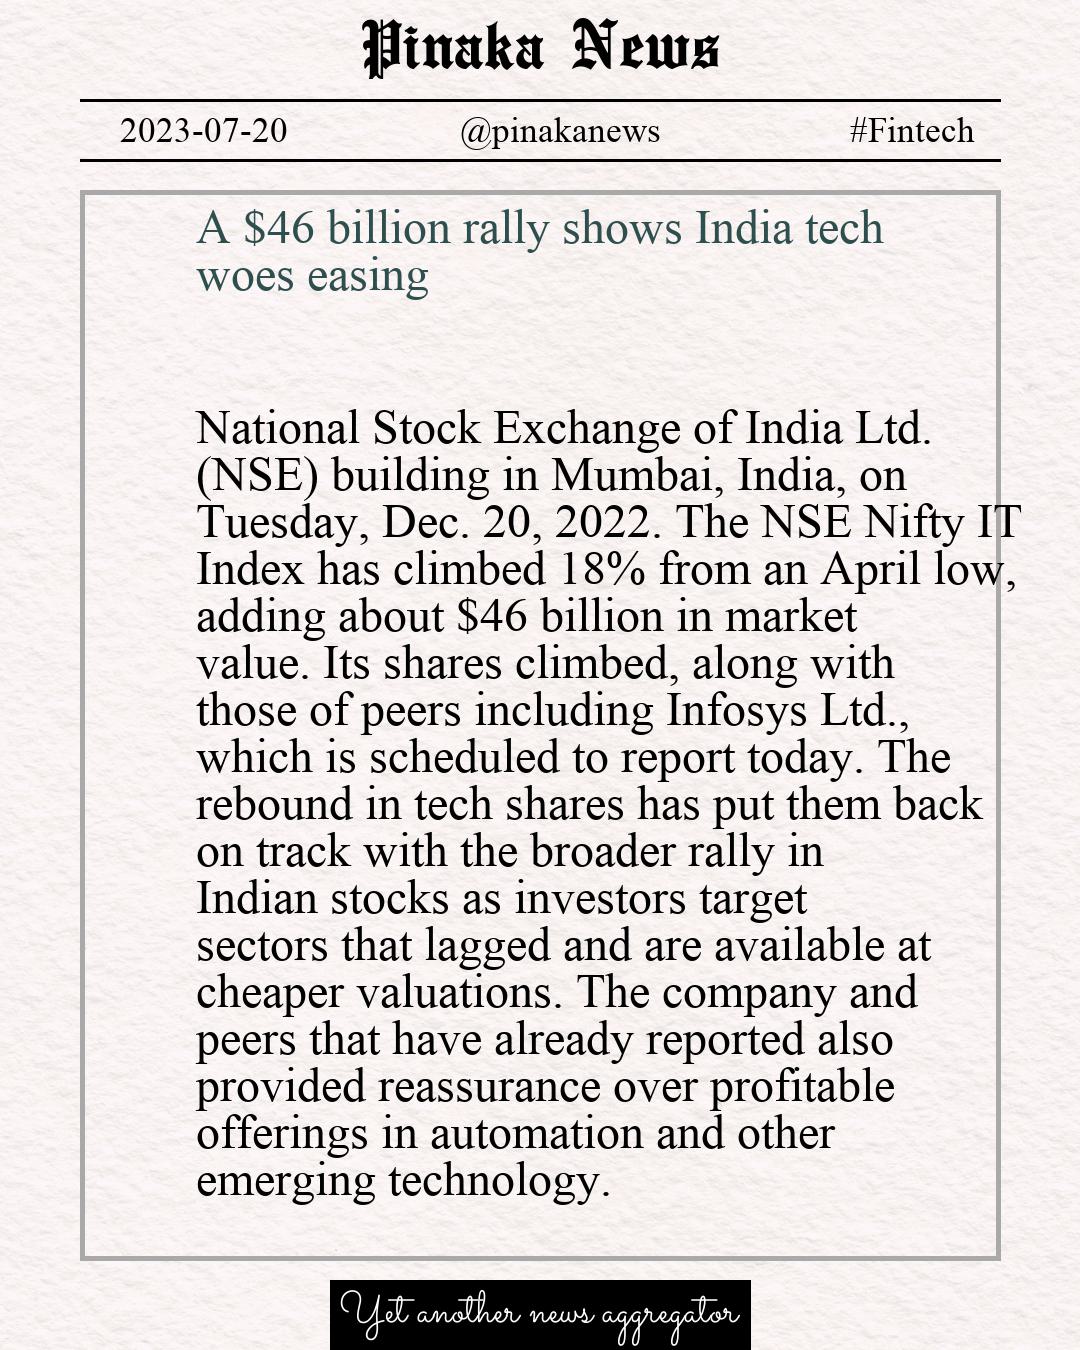 Pinaka News
2023-07-20 @pinakanews #Fintech
A $46 billion rally shows India tech
woes easing
National Stock Exchange of India Ltd.
(NSE) building in Mumbai, India, on
Tuesday, Dec. 20, 2022. The NSE Nifty IT
Index has climbed 18% from an April low,
adding about $46 billion in market
value. Its shares climbed, along with
those of peers including Infosys Ltd.,
which is scheduled to report today. The
rebound in tech shares has put them back
on track with the broader rally in
Indian stocks as investors target
sectors that lagged and are available at
cheaper valuations. The company and
peers that have already reported also
provided reassurance over profitable
offerings in automation and other
emerging technology.
Yet another news aggregator